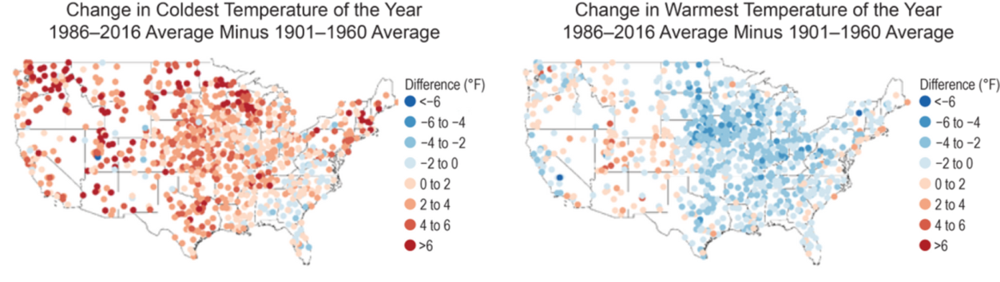 Change in Coldest Temperature of the Year
1986–2016 Average Minus 1901–1960 Average
Difference (°F)
<−6
−6 to −4
−4 to −2
−2 to 0
0 to 2
2 to 4
4 to 6
>6
Change in Warmest Temperature of the Year
1986–2016 Average Minus 1901–1960 Average
Difference (°F)
<−6
−6 to −4
−4 to −2
−2 to 0
0 to 2
2 to 4
4 to 6
>6